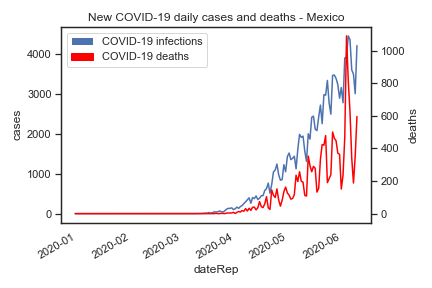 New COVID-19 daily cases and deaths - Mexico
COVID-19 infections
COVID-19 deaths
4000
3000
2000
1000
0
cases
1000
800
600
400
200
0
deaths
2020-01
2020-02
2020-03
2020-04
2020-05
2020-06
dateRep